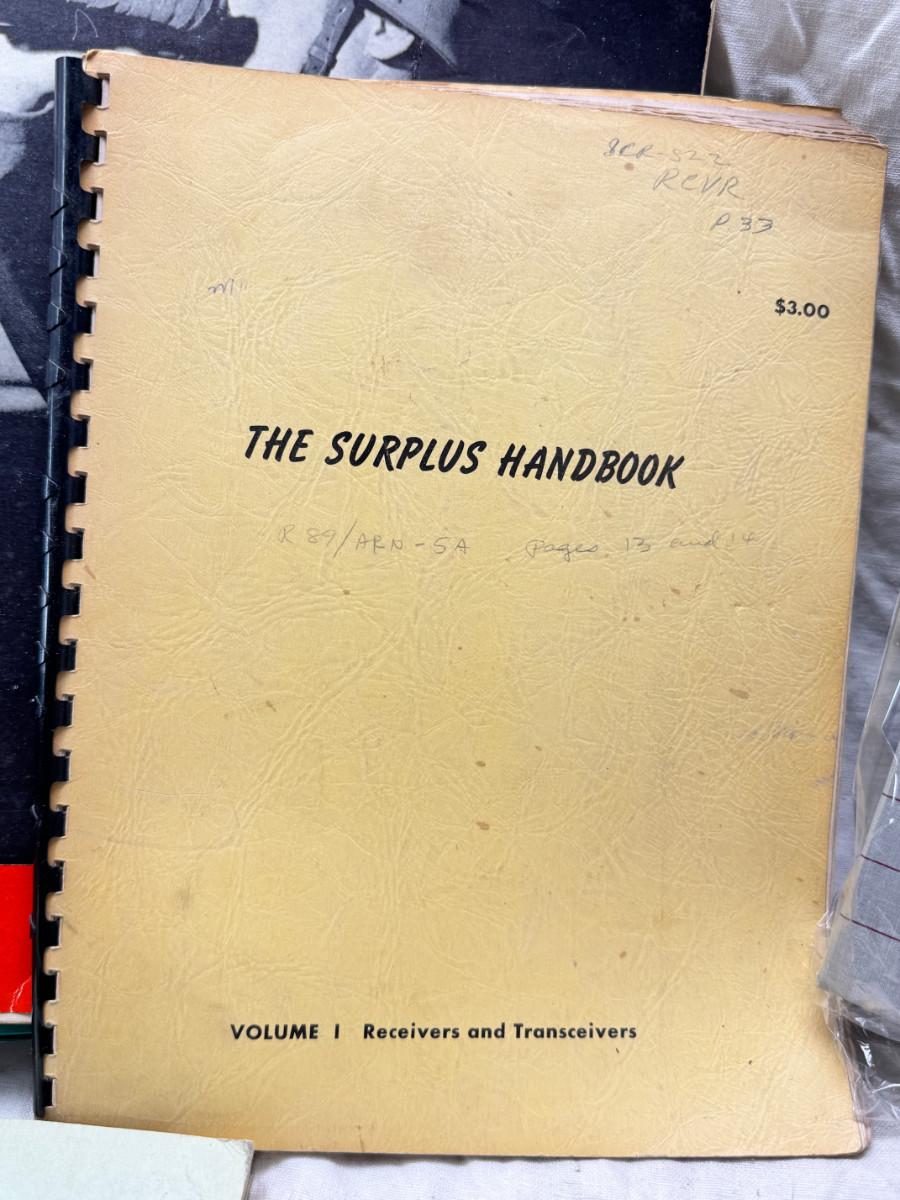 SCR-522
RCVR
P. 33
$3.00
THE SURPLUS HANDBOOK
R 89/ARN-5A Pages. 13 and 14
VOLUME I Receivers and Transceivers